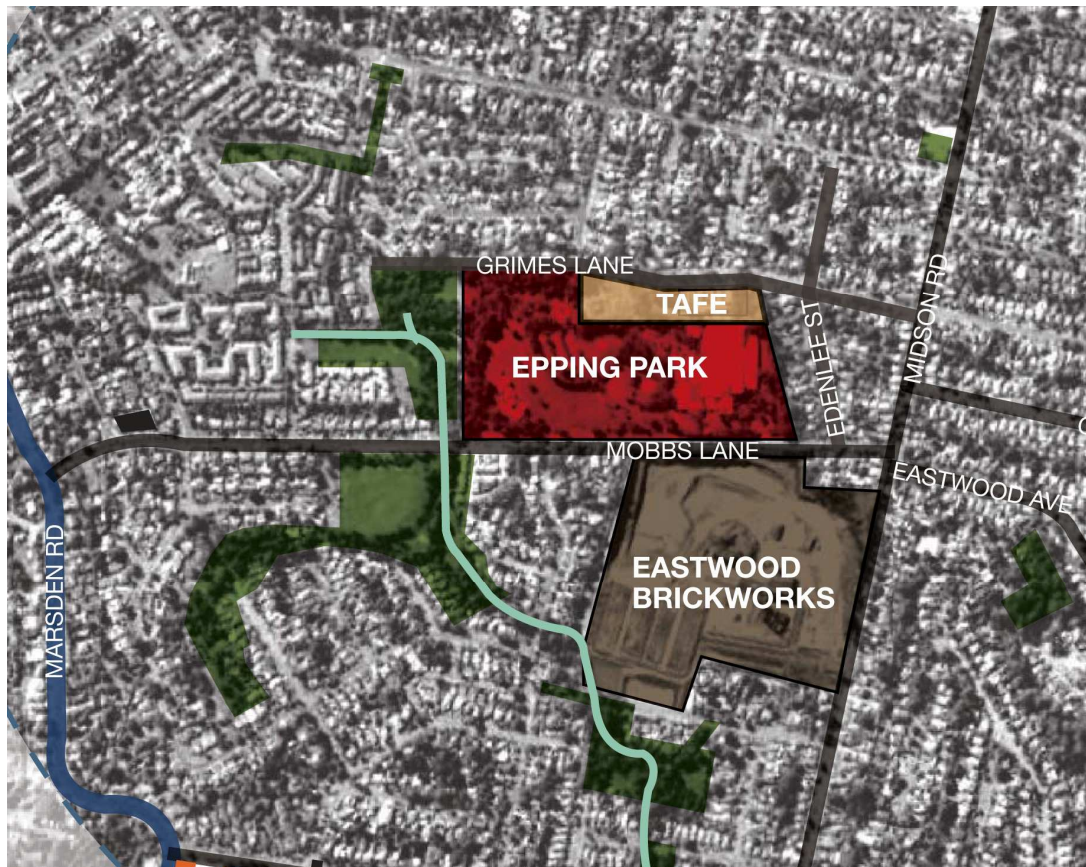 GRIMES LANE
TAFE
EPPING PARK
EDENLEE ST
MIDSON RD
MOBBS LANE
EASTWOOD AVE
MARSDEN RD
EASTWOOD
BRICKWORKS